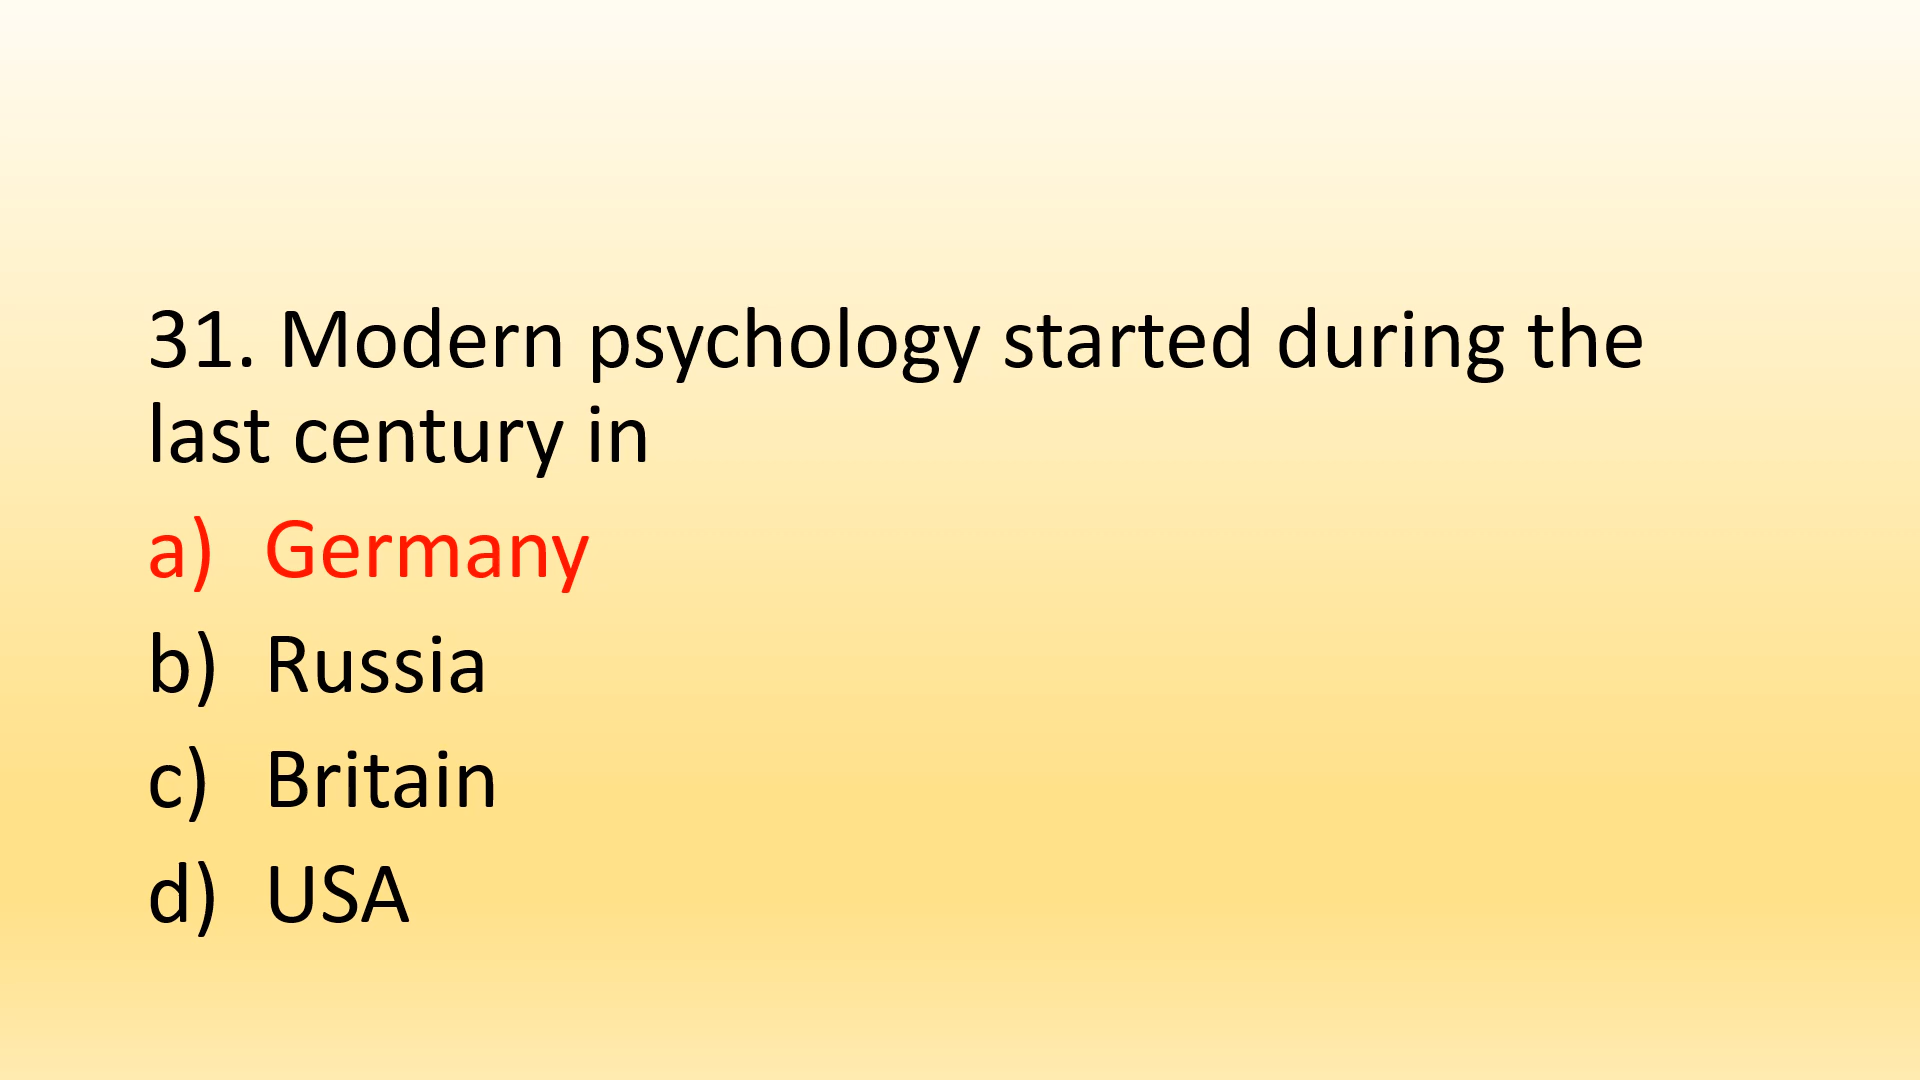 31. Modern psychology started during the
last century in
a) Germany
b) Russia
c) Britain
d) USA